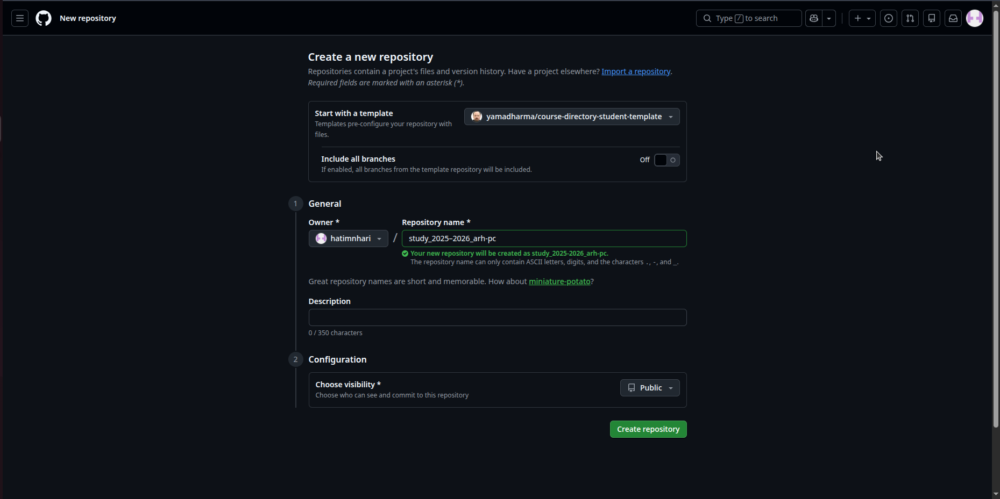 New repository
Type / to search
Create a new repository
Repositories contain a project's files and version history. Have a project elsewhere? Import a repository.
Required fields are marked with an asterisk (*).
Start with a template
yamadharma/course-directory-student-template
Templates pre-configure your repository with
files.
Include all branches
Off
If enabled, all branches from the template repository will be included.
1 General
Owner *
Repository name *
hatimnhari / study_2025–2026_arh-pc
Your new repository will be created as study_2025-2026_arh-pc.
The repository name can only contain ASCII letters, digits, and the characters ., -, and _.
Great repository names are short and memorable. How about miniature-potato?
Description
0 / 350 characters
2 Configuration
Choose visibility *
Public
Choose who can see and commit to this repository
Create repository